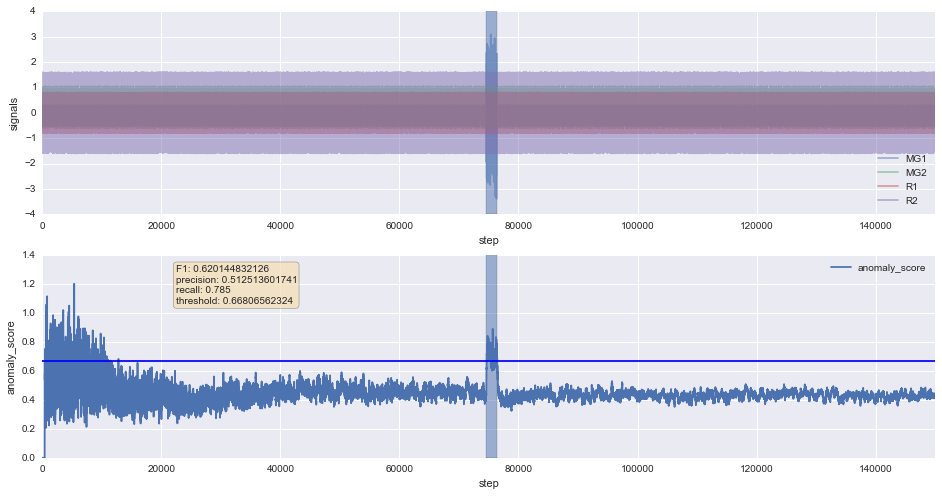 4
3
2
1
0
−1
−2
−3
−4
signals
MG1
MG2
R1
R2
0 20000 40000 60000 80000 100000 120000 140000
step
1.4
1.2
1.0
0.8
0.6
0.4
0.2
0.0
anomaly_score
F1: 0.620144832126
precision: 0.512513601741
recall: 0.785
threshold: 0.66806562324
anomaly_score
0 20000 40000 60000 80000 100000 120000 140000
step